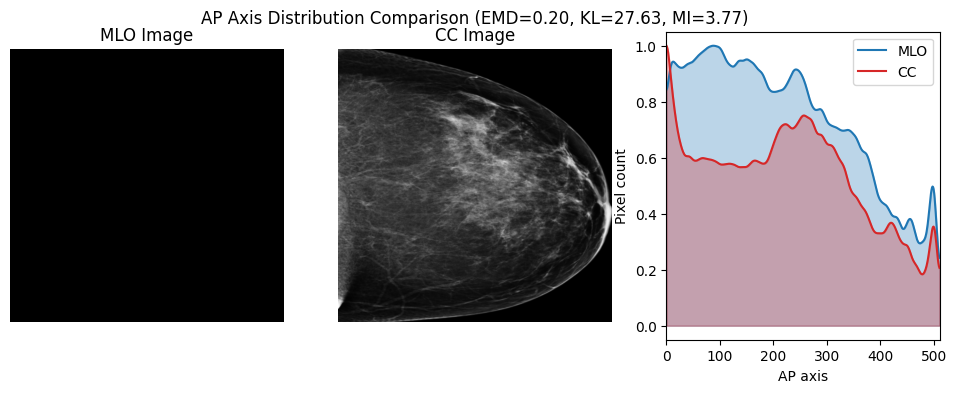 AP Axis Distribution Comparison (EMD=0.20, KL=27.63, MI=3.77)
MLO Image
CC Image
MLO
CC
Pixel count
1.0
0.8
0.6
0.4
0.2
0.0
0 100 200 300 400 500
AP axis